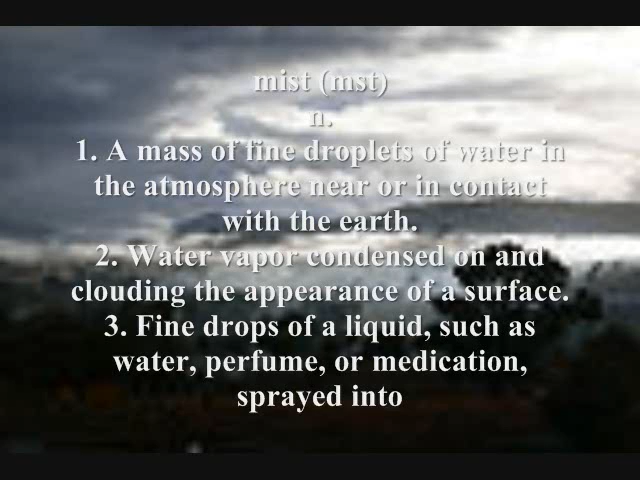 mist (mst)
n.
1. A mass of fine droplets of water in
the atmosphere near or in contact
with the earth.
2. Water vapor condensed on and
clouding the appearance of a surface.
3. Fine drops of a liquid, such as
water, perfume, or medication,
sprayed into